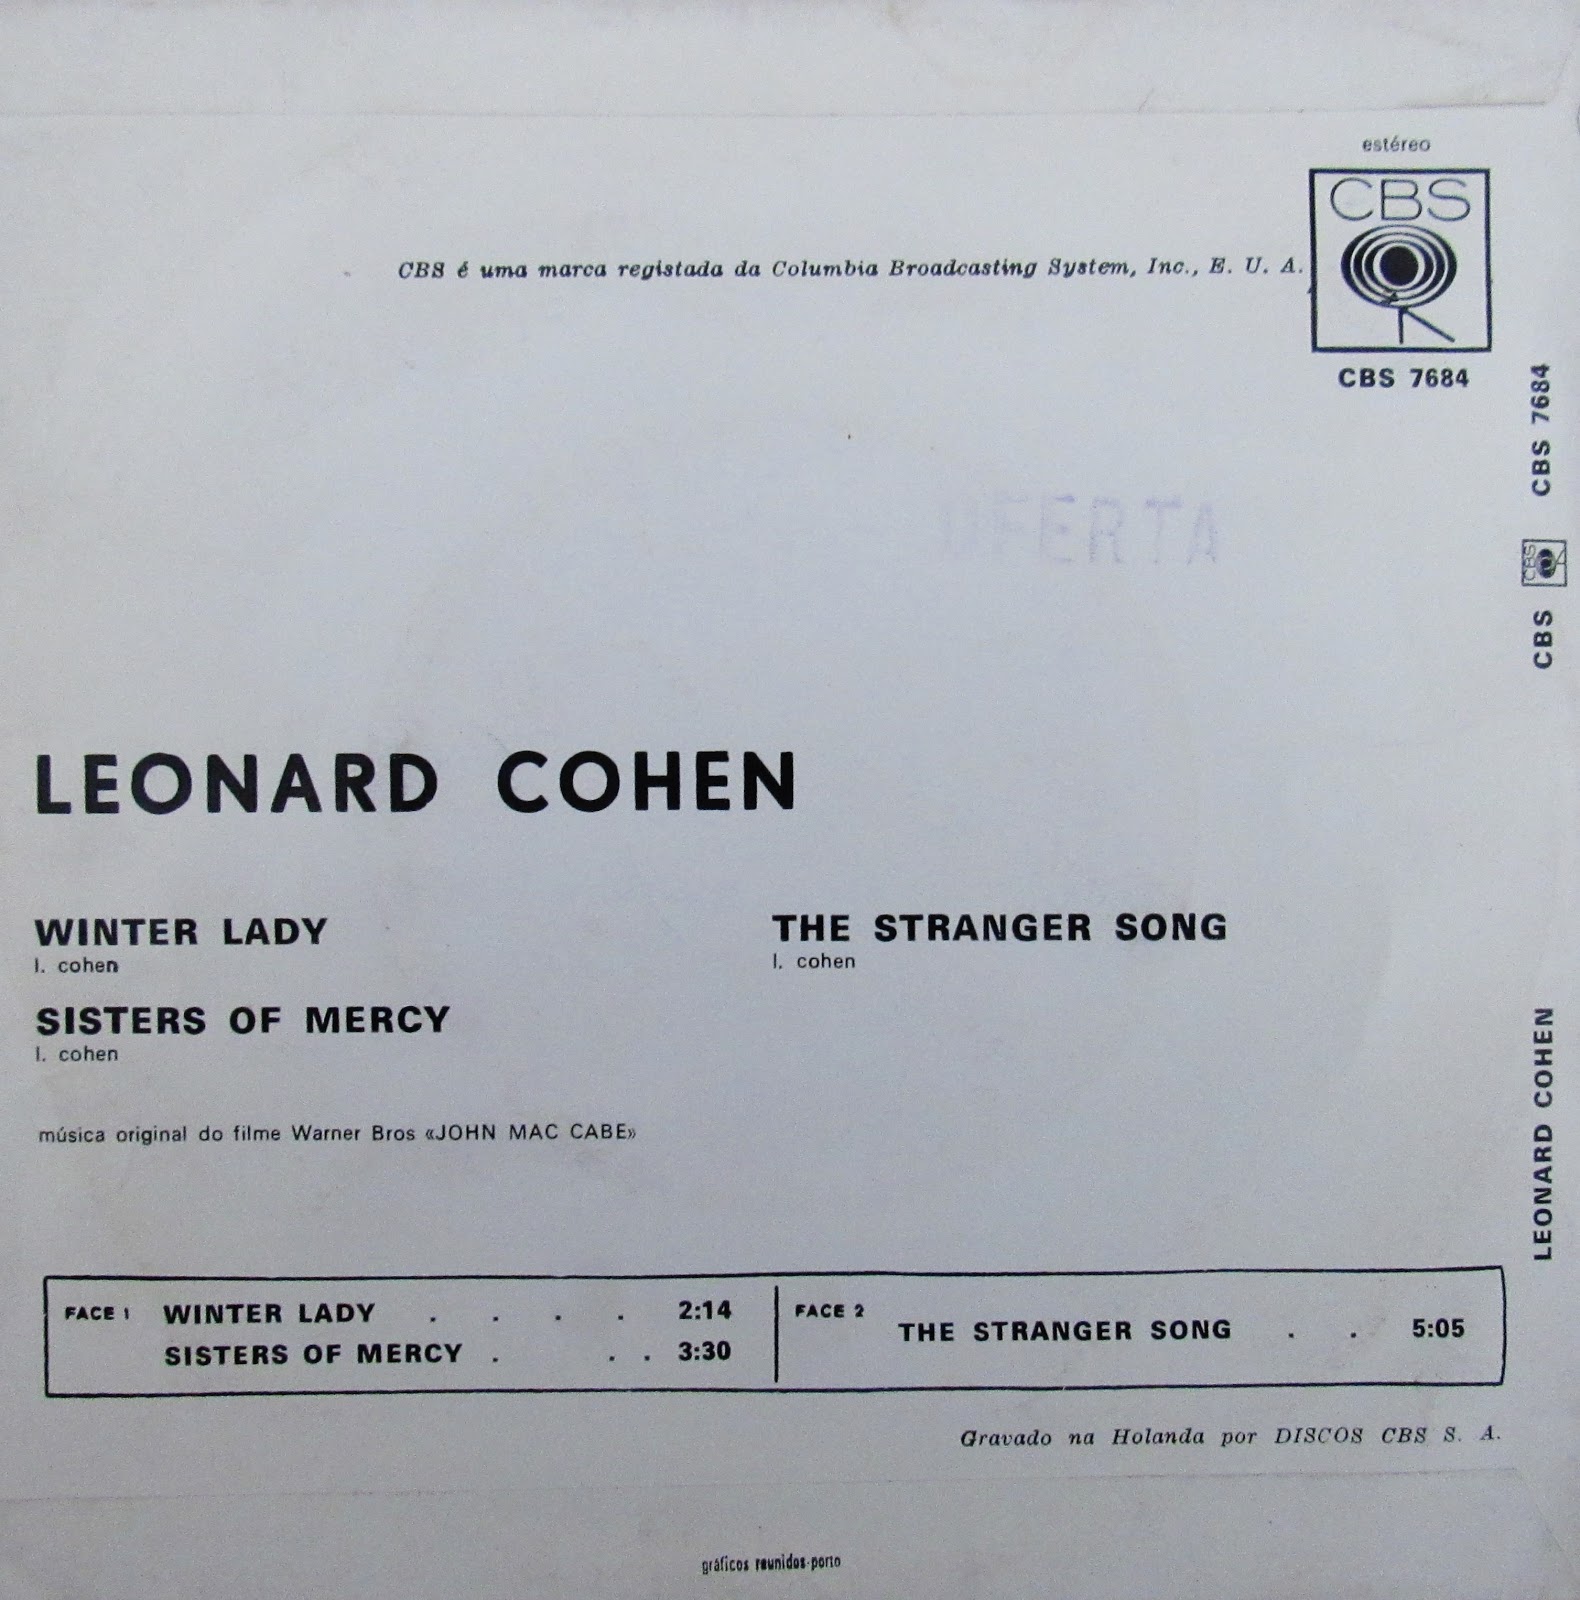 estéreo
CBS
CBS é uma marca registada da Columbia Broadcasting System, Inc., E. U. A.
CBS 7684
CBS 7684
CBS
CBS
LEONARD COHEN
OFERTA
LEONARD COHEN
WINTER LADY
l. cohen
SISTERS OF MERCY
l. cohen
THE STRANGER SONG
l. cohen
música original do filme Warner Bros «JOHN MAC CABE»
FACE 1 WINTER LADY . . . . 2:14
SISTERS OF MERCY . . . 3:30
FACE 2 THE STRANGER SONG . . 5:05
Gravado na Holanda por DISCOS CBS S. A.
gráficos reunidos-porto